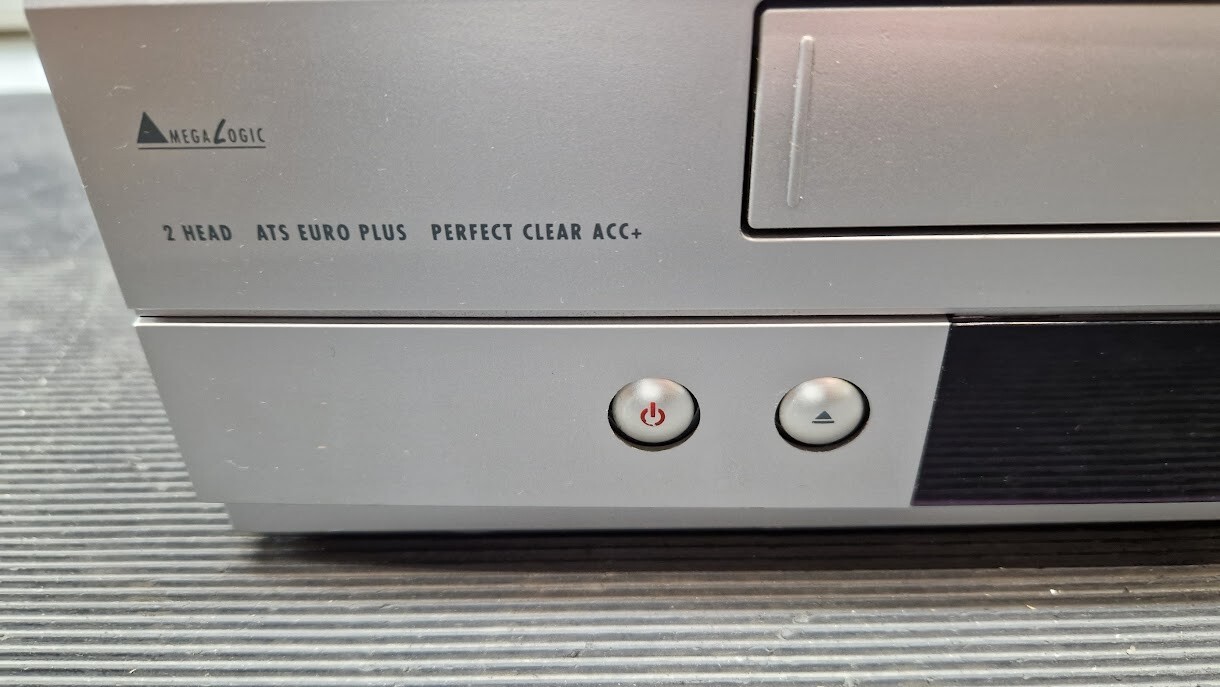 MEGALOGIC
2 HEAD ATS EURO PLUS PERFECT CLEAR ACC+